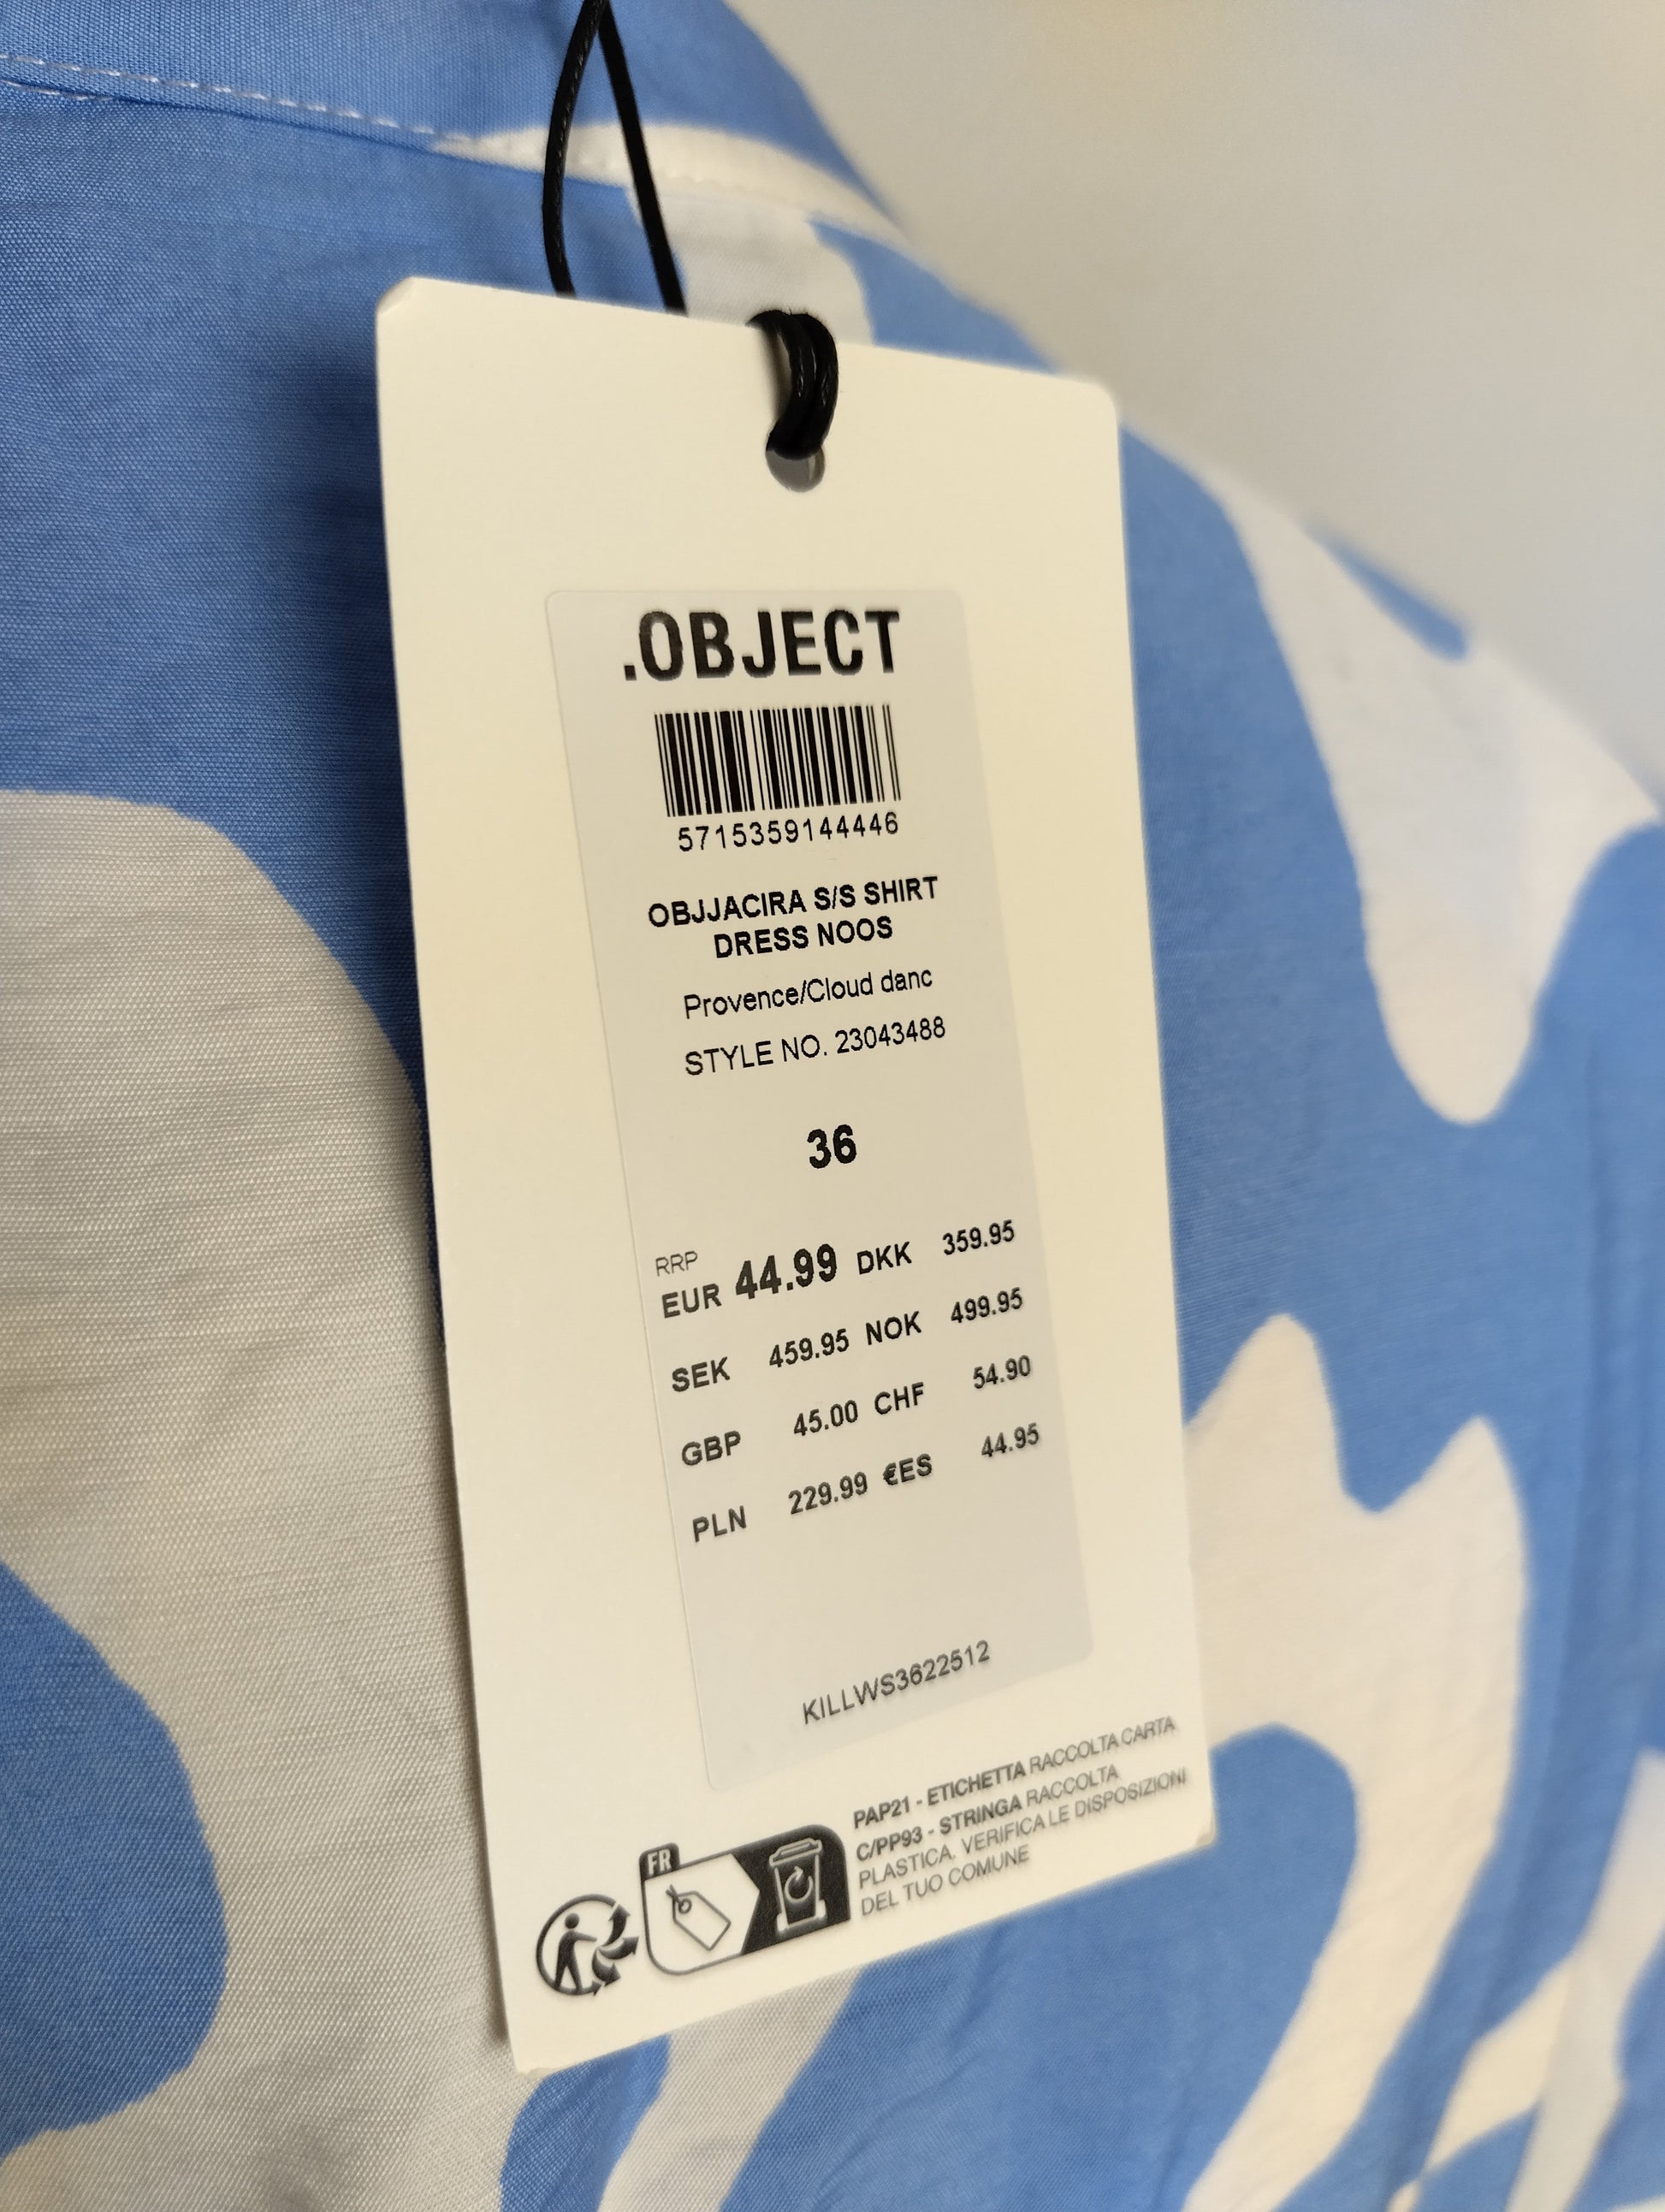 .OBJECT
5715359144446
OBJJACIRA S/S SHIRT
DRESS NOOS
Provence/Cloud danc
STYLE NO. 23043488
36
RRP
EUR 44.99 DKK 359.95
SEK 459.95 NOK 499.95
GBP 45.00 CHF 54.90
PLN 229.99 €ES 44.95
KILLWS3622512
FR
PAP21 - ETICHETTA RACCOLTA CARTA
C/PP93 - STRINGA RACCOLTA
PLASTICA. VERIFICA LE DISPOSIZIONI
DEL TUO COMUNE